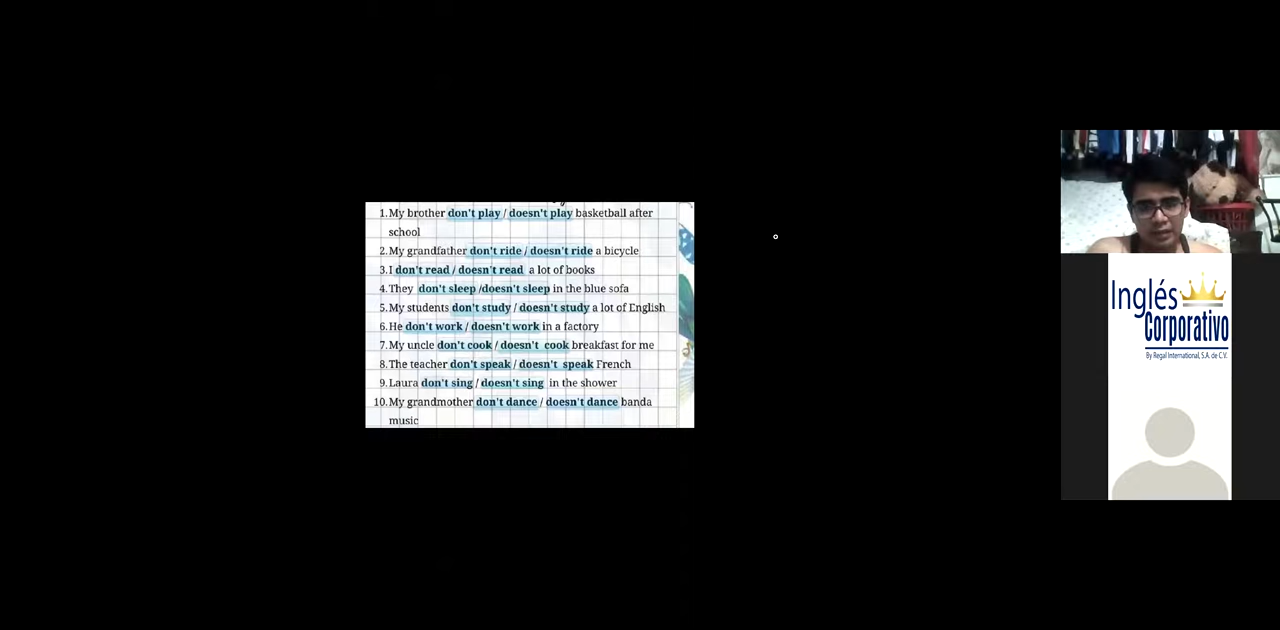 1. My brother don't play / doesn't play basketball after
school
2. My grandfather don't ride / doesn't ride a bicycle
3. I don't read / doesn't read a lot of books
4. They don't sleep /doesn't sleep in the blue sofa
5. My students don't study / doesn't study a lot of English
6. He don't work / doesn't work in a factory
7. My uncle don't cook / doesn't cook breakfast for me
8. The teacher don't speak / doesn't speak French
9. Laura don't sing / doesn't sing in the shower
10. My grandmother don't dance / doesn't dance banda
music
Inglés
Corporativo
By Regal International, S.A. de C.V.